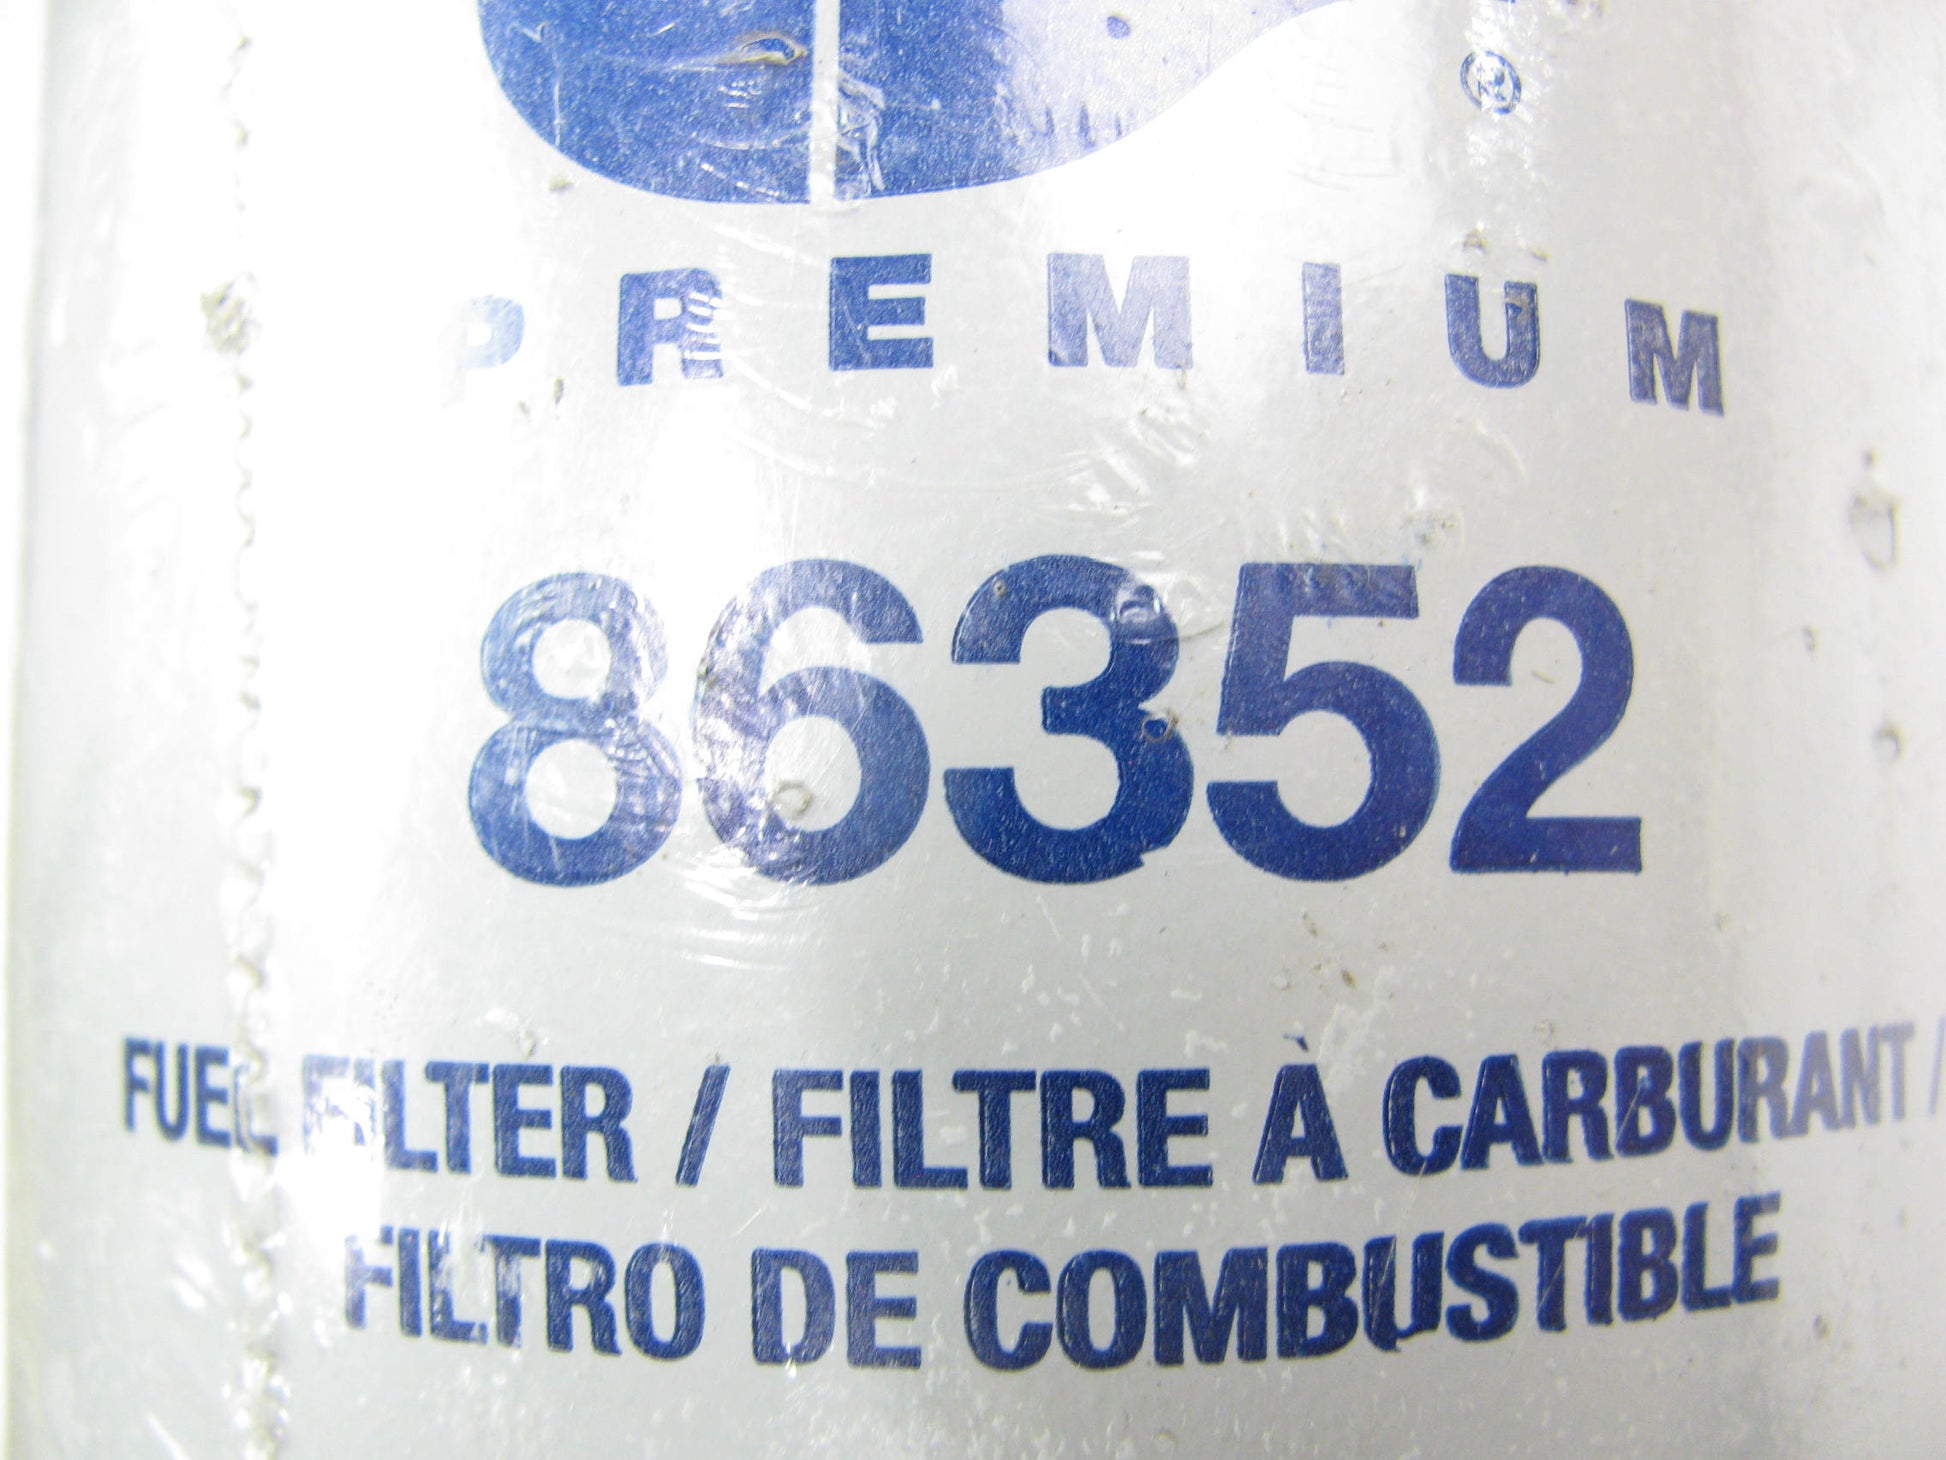 ®
PREMIUM
86352
FUEL FILTER / FILTRE À CARBURANT /
FILTRO DE COMBUSTIBLE